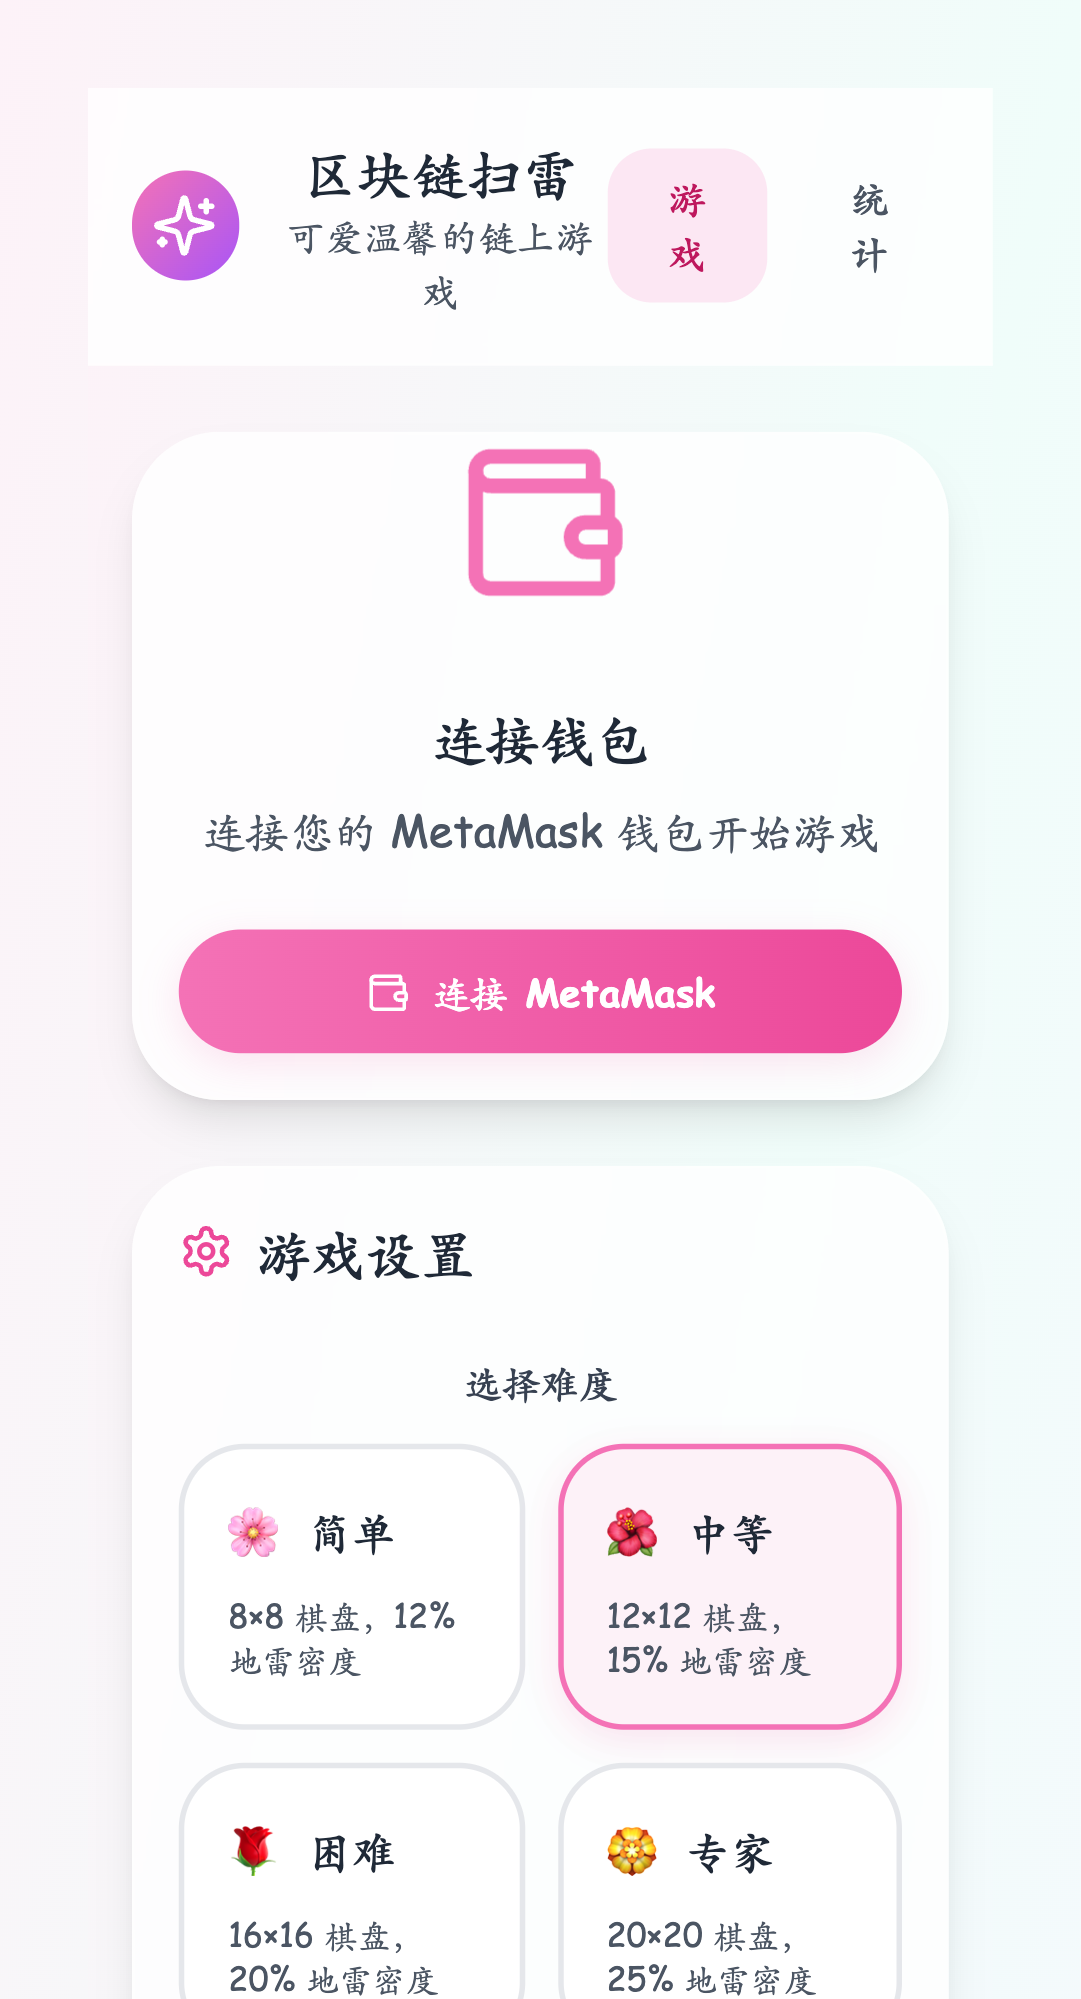 区块链扫雷
可爱温馨的链上游
戏
游
戏
统
计
连接钱包
连接您的 MetaMask 钱包开始游戏
连接 MetaMask
游戏设置
选择难度
简单
8×8 棋盘，12%
地雷密度
中等
12×12 棋盘，
15% 地雷密度
困难
16×16 棋盘，
20% 地雷密度
专家
20×20 棋盘，
25% 地雷密度